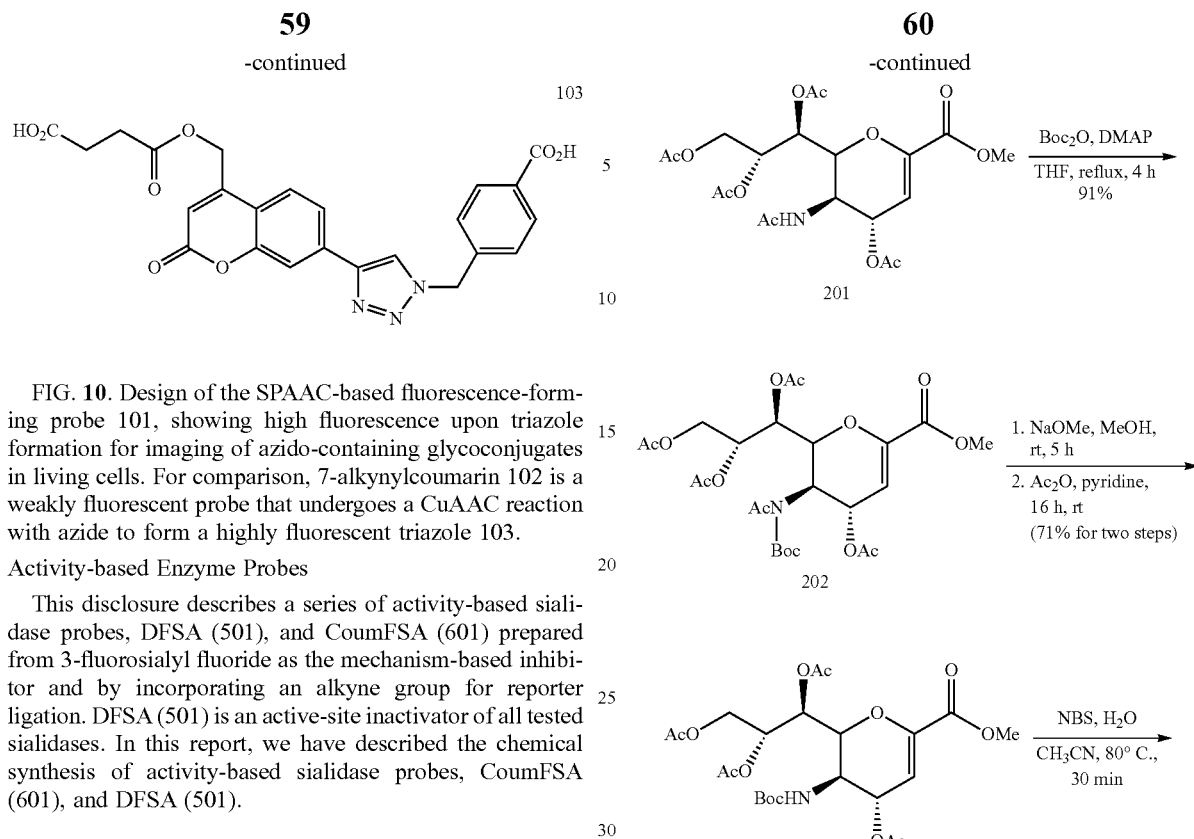 59
-continued
103
HO₂C
O
O
CO₂H
O
O
N
N
N
FIG. 10. Design of the SPAAC-based fluorescence-form-
ing probe 101, showing high fluorescence upon triazole
formation for imaging of azido-containing glycoconjugates
in living cells. For comparison, 7-alkynylcoumarin 102 is a
weakly fluorescent probe that undergoes a CuAAC reaction
with azide to form a highly fluorescent triazole 103.
Activity-based Enzyme Probes
This disclosure describes a series of activity-based siali-
dase probes, DFSA (501), and CoumFSA (601) prepared
from 3-fluorosialyl fluoride as the mechanism-based inhibi-
tor and by incorporating an alkyne group for reporter
ligation. DFSA (501) is an active-site inactivator of all tested
sialidases. In this report, we have described the chemical
synthesis of activity-based sialidase probes, CoumFSA
(601), and DFSA (501).
5
10
15
20
25
30
60
-continued
OAc
O
O
OMe
AcO
AcO
AcHN
OAc
201
Boc₂O, DMAP
THF, reflux, 4 h
91%
OAc
O
O
OMe
AcO
AcO
AcN
Boc
OAc
202
1. NaOMe, MeOH,
rt, 5 h
2. Ac₂O, pyridine,
16 h, rt
(71% for two steps)
OAc
O
O
OMe
AcO
AcO
BocHN
OAc
NBS, H₂O
CH₃CN, 80° C.,
30 min